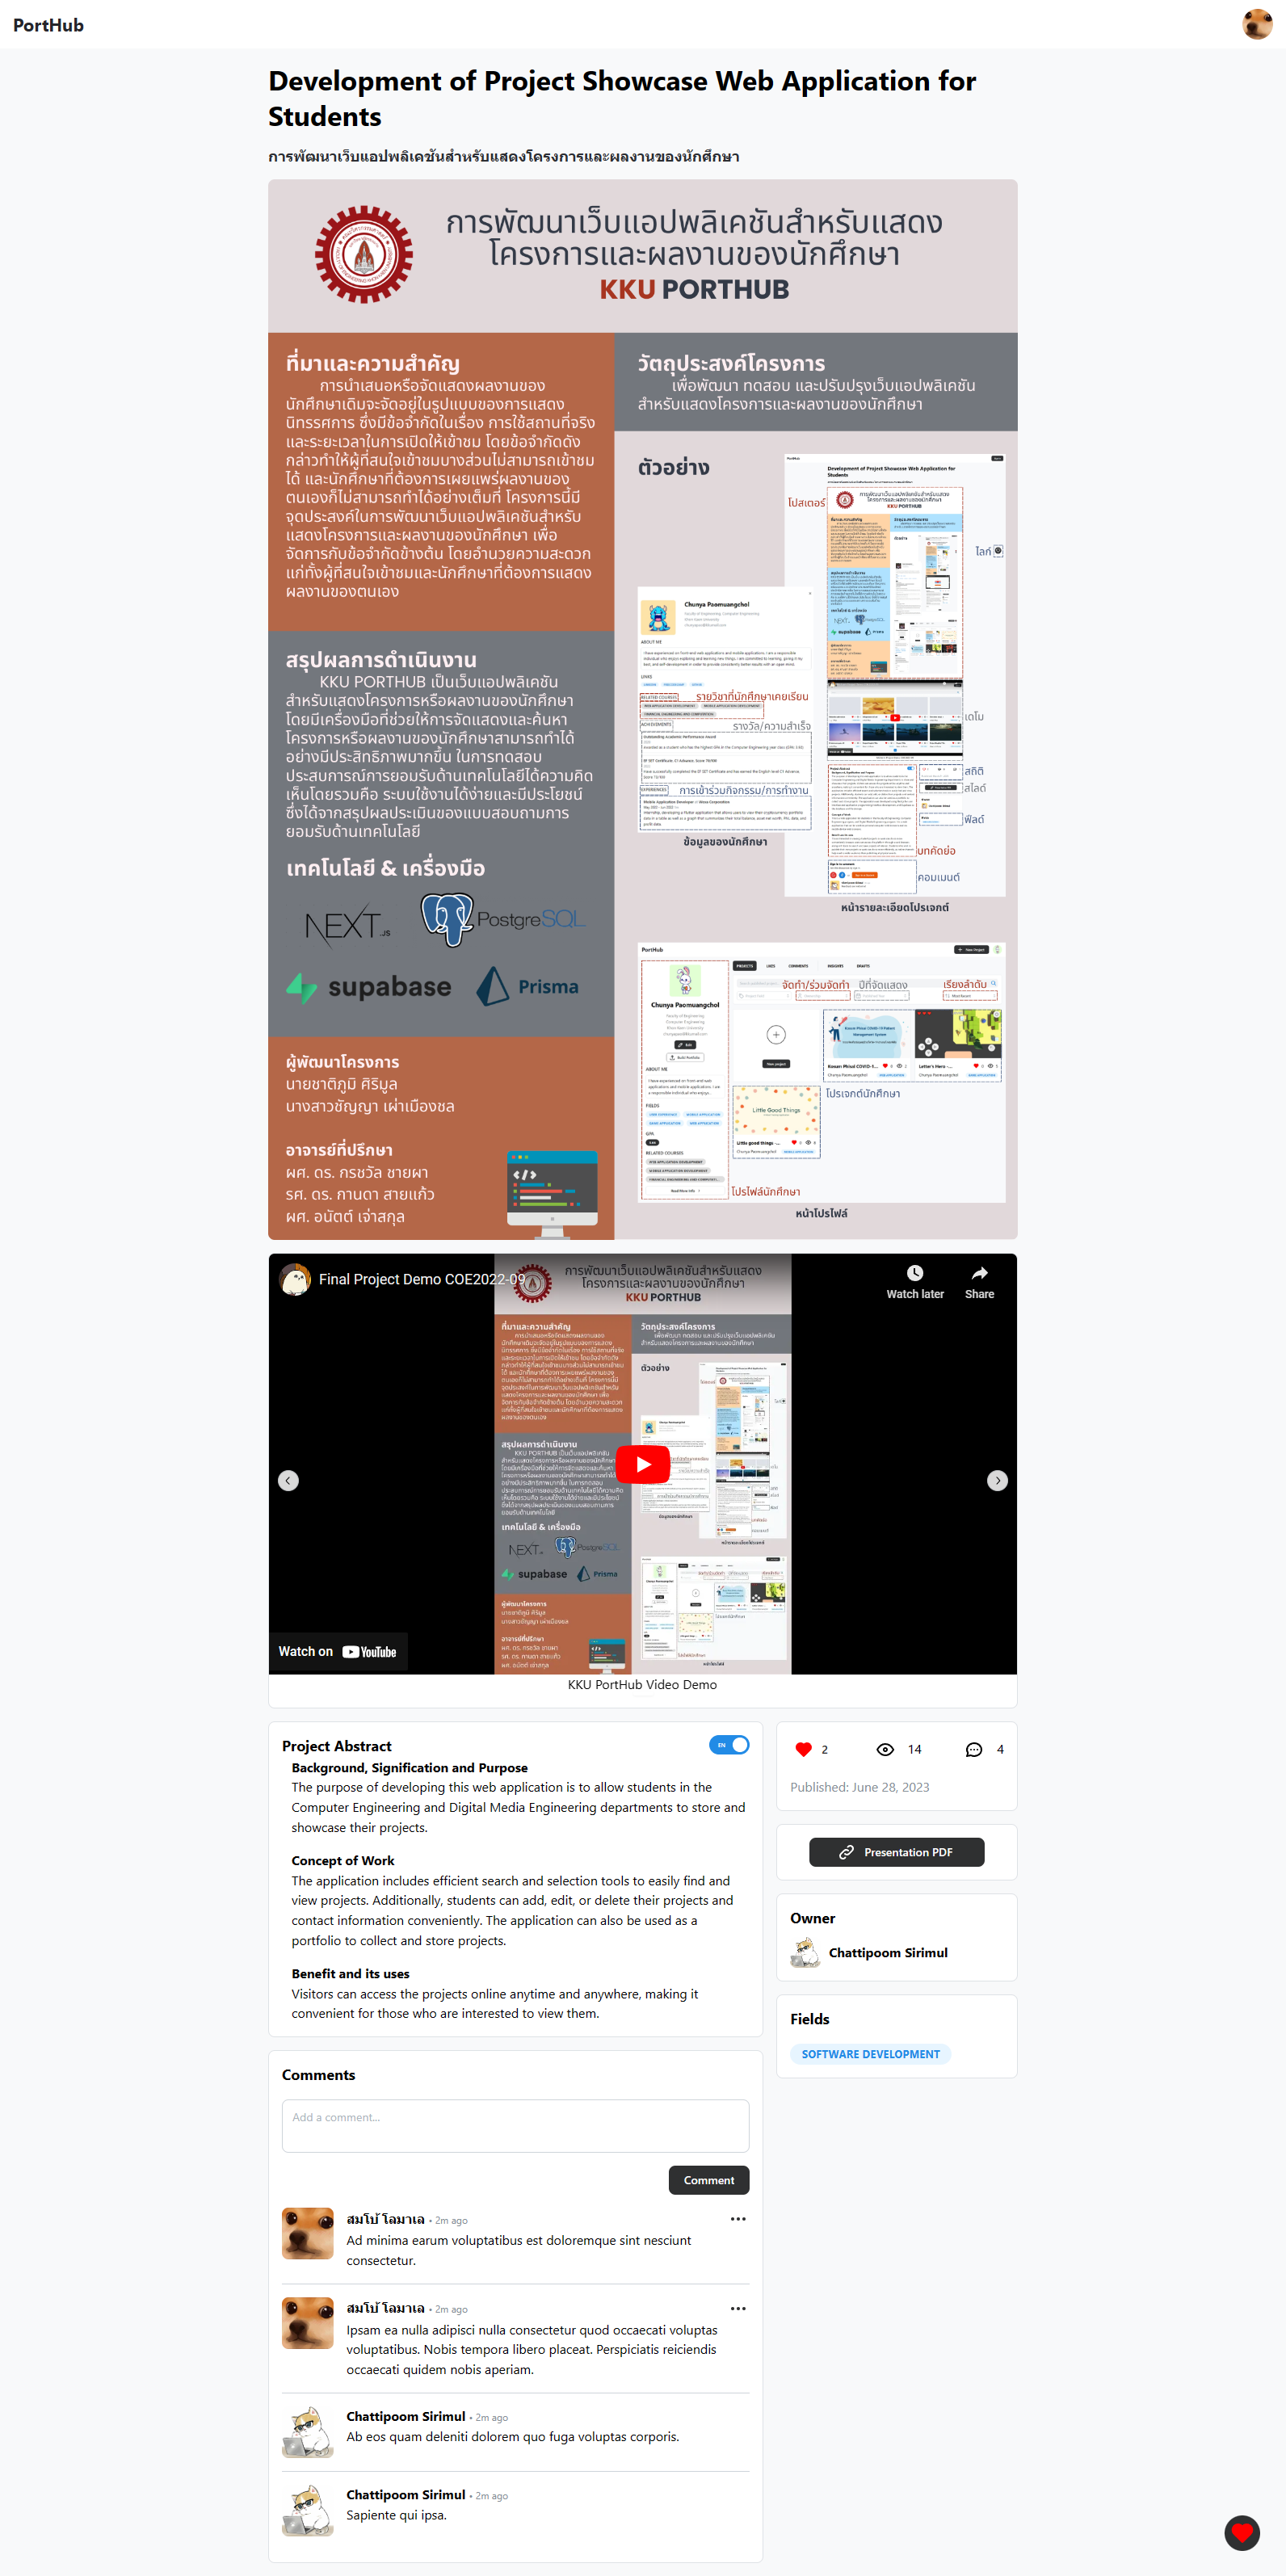 PortHub
Development of Project Showcase Web Application for
Students
การพัฒนาเว็บแอปพลิเคชันสำหรับแสดงโครงการและผลงานของนักศึกษา
การพัฒนาเว็บแอปพลิเคชันสำหรับแสดง
โครงการและผลงานของนักศึกษา
KKU PORTHUB
ที่มาและความสำคัญ
การนำเสนอหรือจัดแสดงผลงานของ
นักศึกษาเดิมจะจัดอยู่ในรูปแบบของการแสดง
นิทรรศการ ซึ่งมีข้อจำกัดในเรื่อง การใช้สถานที่จริง
และระยะเวลาในการเปิดให้เข้าชม โดยข้อจำกัดดัง
กล่าวทำให้ผู้ที่สนใจเข้าชมบางส่วนไม่สามารถเข้าชม
ได้ และนักศึกษาที่ต้องการเผยแพร่ผลงานของ
ตนเองก็ไม่สามารถทำได้อย่างเต็มที่ โครงการนี้มี
จุดประสงค์ในการพัฒนาเว็บแอปพลิเคชันสำหรับ
แสดงโครงการและผลงานของนักศึกษา เพื่อ
จัดการกับข้อจำกัดข้างต้น โดยอำนวยความสะดวก
แก่ทั้งผู้ที่สนใจเข้าชมและนักศึกษาที่ต้องการแสดง
ผลงานของตนเอง
สรุปผลการดำเนินงาน
KKU PORTHUB เป็นเว็บแอปพลิเคชัน
สำหรับแสดงโครงการหรือผลงานของนักศึกษา
โดยมีเครื่องมือที่ช่วยให้การจัดแสดงและค้นหา
โครงการหรือผลงานของนักศึกษาสามารถทำได้
อย่างมีประสิทธิภาพมากขึ้น ในการทดสอบ
ประสบการณ์การยอมรับด้านเทคโนโลยีได้ความคิด
เห็นโดยรวมคือ ระบบใช้งานได้ง่ายและมีประโยชน์
ซึ่งได้จากสรุปผลประเมินของแบบสอบถามการ
ยอมรับด้านเทคโนโลยี
เทคโนโลยี & เครื่องมือ
NEXT.JS
PostgreSQL
supabase
Prisma
ผู้พัฒนาโครงการ
นายชาติภูมิ ศิริมูล
นางสาวชัญญา เผ่าเมืองชล
อาจารย์ที่ปรึกษา
ผศ. ดร. กรชวัล ชายผา
รศ. ดร. กานดา สายแก้ว
ผศ. อนัตต์ เจ่าสกุล
วัตถุประสงค์โครงการ
เพื่อพัฒนา ทดสอบ และปรับปรุงเว็บแอปพลิเคชัน
สำหรับแสดงโครงการและผลงานของนักศึกษา
ตัวอย่าง
โปสเตอร์
ไลก์
Chunya Paomuangchol
ABOUT ME
LINKS
RELATED COURSES
รายวิชาที่นักศึกษาเคยเรียน
ACHIEVEMENTS
รางวัล/ความสำเร็จ
EXPERIENCES
การเข้าร่วมกิจกรรม/การทำงาน
ข้อมูลของนักศึกษา
เดโม
สถิติ
สไลด์
ฟิลด์
บทคัดย่อ
คอมเมนต์
หน้ารายละเอียดโปรเจกต์
PortHub
New Project
PROJECTS
LIKES
COMMENTS
INSIGHTS
DRAFTS
จัดทำ/ร่วมจัดทำ
ปีที่จัดแสดง
เรียงลำดับ
Chunya Paomuangchol
Edit
Build Portfolio
ABOUT ME
FIELDS
GPA
RELATED COURSES
Read More Info
New project
Little Good Things
Little good things -...
Chunya Paomuangchol
Letter's Hero -...
โปรเจกต์นักศึกษา
โปรไฟล์นักศึกษา
หน้าโปรไฟล์
Final Project Demo COE2022-09
Watch later
Share
Watch on YouTube
KKU PortHub Video Demo
Project Abstract
EN
Background, Signification and Purpose
The purpose of developing this web application is to allow students in the
Computer Engineering and Digital Media Engineering departments to store and
showcase their projects.
Concept of Work
The application includes efficient search and selection tools to easily find and
view projects. Additionally, students can add, edit, or delete their projects and
contact information conveniently. The application can also be used as a
portfolio to collect and store projects.
Benefit and its uses
Visitors can access the projects online anytime and anywhere, making it
convenient for those who are interested to view them.
2
14
4
Published: June 28, 2023
Presentation PDF
Owner
Chattipoom Sirimul
Fields
SOFTWARE DEVELOPMENT
Comments
Add a comment...
Comment
สมโบ้ โลมาเล • 2m ago
Ad minima earum voluptatibus est doloremque sint nesciunt
consectetur.
สมโบ้ โลมาเล • 2m ago
Ipsam ea nulla adipisci nulla consectetur quod occaecati voluptas
voluptatibus. Nobis tempora libero placeat. Perspiciatis reiciendis
occaecati quidem nobis aperiam.
Chattipoom Sirimul • 2m ago
Ab eos quam deleniti dolorem quo fuga voluptas corporis.
Chattipoom Sirimul • 2m ago
Sapiente qui ipsa.